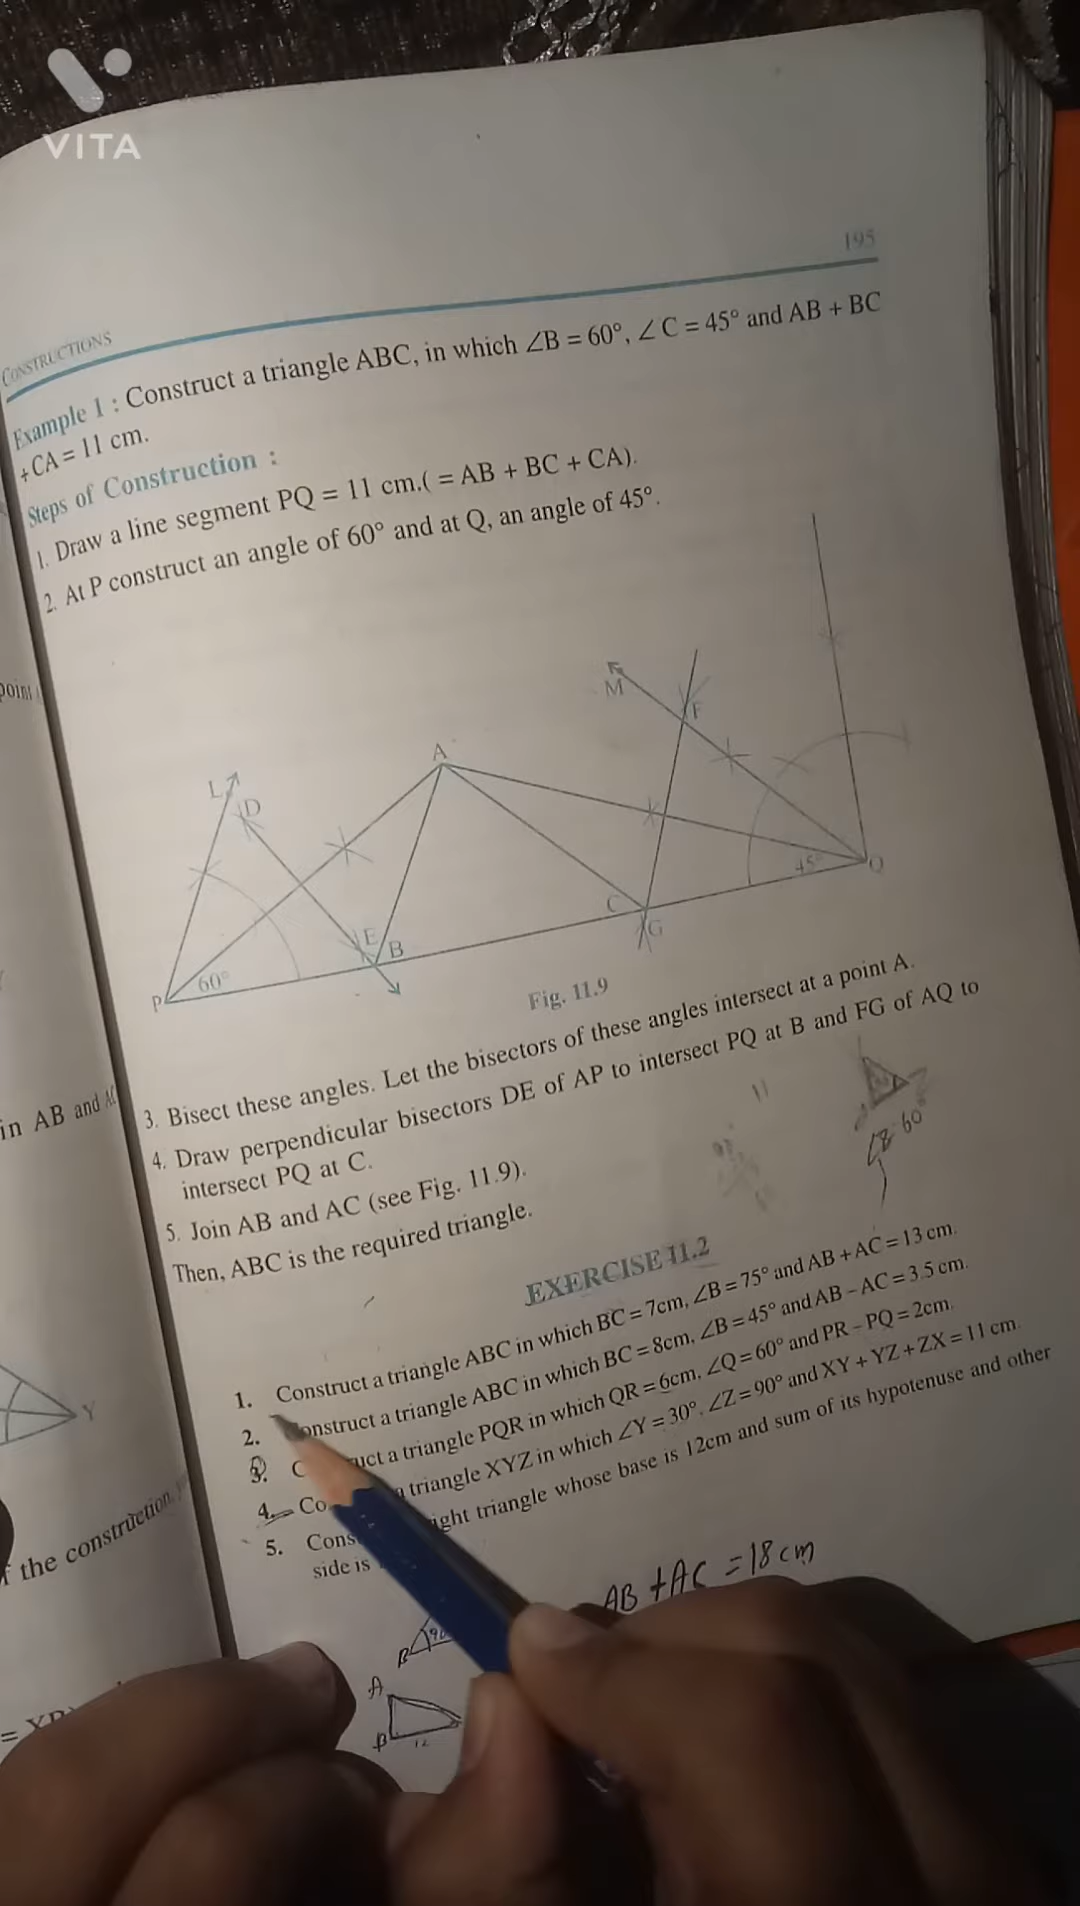 VITA
195
CONSTRUCTIONS
Example 1 : Construct a triangle ABC, in which ∠B = 60°, ∠ C = 45° and AB + BC
+ CA = 11 cm.
Steps of Construction :
1. Draw a line segment PQ = 11 cm.( = AB + BC + CA).
2. At P construct an angle of 60° and at Q, an angle of 45°.
point
M
F
A
L
D
45°
Q
C
E
B
G
60°
P
Fig. 11.9
3. Bisect these angles. Let the bisectors of these angles intersect at a point A.
4. Draw perpendicular bisectors DE of AP to intersect PQ at B and FG of AQ to
intersect PQ at C.
in AB and
11
∠B 60
5. Join AB and AC (see Fig. 11.9).
Then, ABC is the required triangle.
EXERCISE 11.2
1. Construct a triangle ABC in which BC = 7cm, ∠B = 75° and AB + AC = 13 cm.
2. Construct a triangle ABC in which BC = 8cm, ∠B = 45° and AB – AC = 3.5 cm.
3. uct a triangle PQR in which QR = 6cm, ∠Q = 60° and PR – PQ = 2cm.
4. Co a triangle XYZ in which ∠Y = 30°, ∠Z = 90° and XY + YZ + ZX = 11 cm.
5. Cons ight triangle whose base is 12cm and sum of its hypotenuse and other
side is
Y
f the construction
AB + AC = 18 cm
B 90
A
B 12